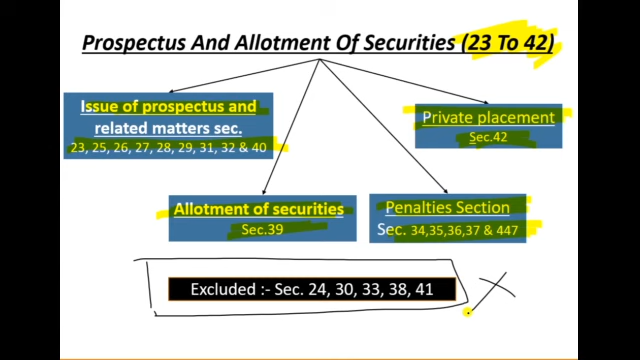 Prospectus And Allotment Of Securities (23 To 42)
Issue of prospectus and
related matters sec.
23, 25, 26, 27, 28, 29, 31, 32 & 40
Private placement
Sec.42
Allotment of securities
Sec.39
Penalties Section
Sec. 34,35,36,37 & 447
Excluded :- Sec. 24, 30, 33, 38, 41